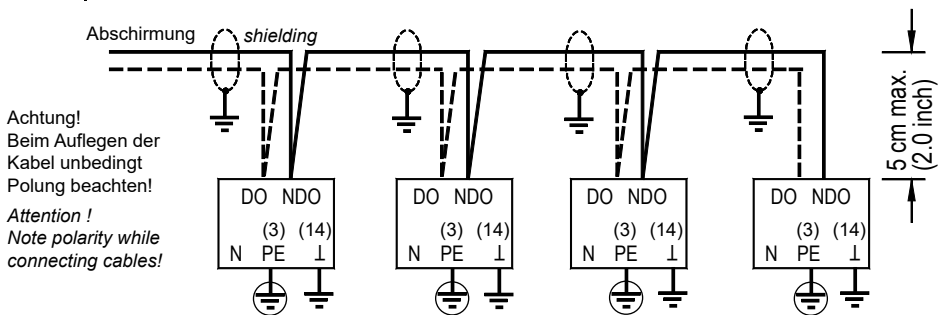 Abschirmung
shielding
Achtung!
Beim Auflegen der
Kabel unbedingt
Polung beachten!
Attention !
Note polarity while
connecting cables!
DO NDO
(3) (14)
N PE ⊥
DO NDO
(3) (14)
N PE ⊥
DO NDO
(3) (14)
N PE ⊥
DO NDO
(3) (14)
N PE ⊥
5 cm max.
(2.0 inch)